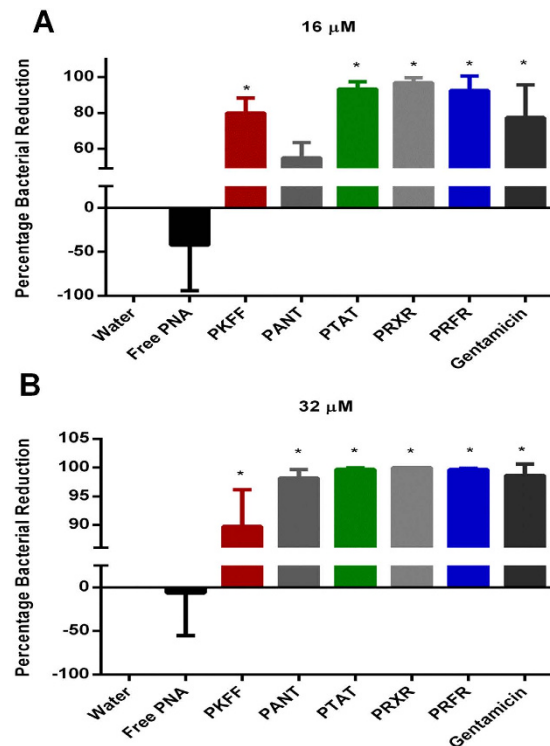 A
16 μM
Percentage Bacterial Reduction
100
80
60
0
-50
-100
* * * * *
Water
Free PNA
PKFF
PANT
PTAT
PRXR
PRFR
Gentamicin
B
32 μM
Percentage Bacterial Reduction
105
100
95
90
0
-50
-100
* * * * * *
Water
Free PNA
PKFF
PANT
PTAT
PRXR
PRFR
Gentamicin